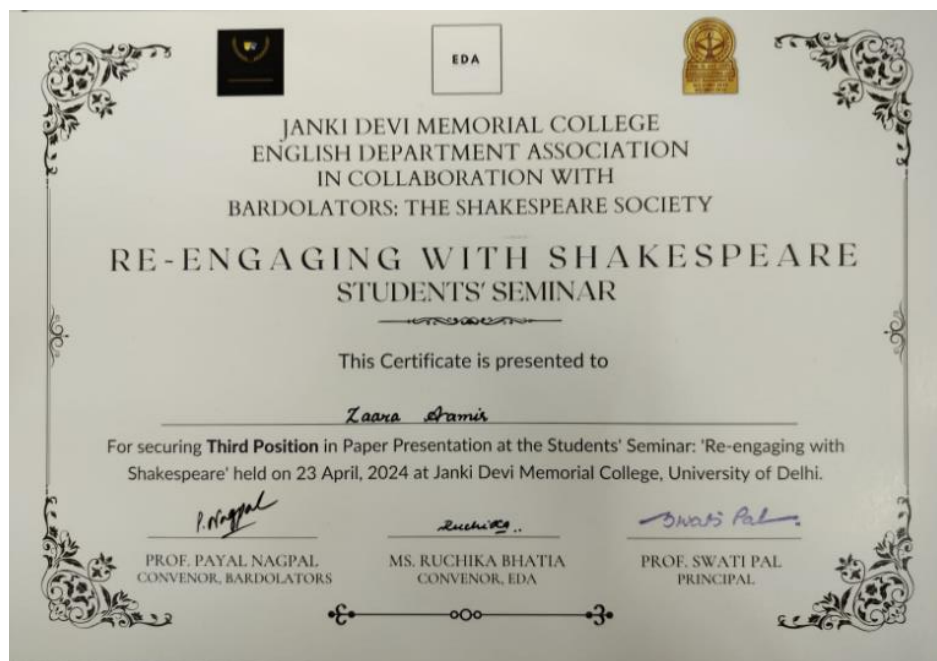 EDA
JANKI DEVI MEMORIAL COLLEGE
ENGLISH DEPARTMENT ASSOCIATION
IN COLLABORATION WITH
BARDOLATORS: THE SHAKESPEARE SOCIETY
RE-ENGAGING WITH SHAKESPEARE
STUDENTS' SEMINAR
This Certificate is presented to
Zaara Aramis
For securing Third Position in Paper Presentation at the Students' Seminar: 'Re-engaging with
Shakespeare' held on 23 April, 2024 at Janki Devi Memorial College, University of Delhi.
P. Nagpal Ruchika Swati Pal
PROF. PAYAL NAGPAL MS. RUCHIKA BHATIA PROF. SWATI PAL
CONVENOR, BARDOLATORS CONVENOR, EDA PRINCIPAL